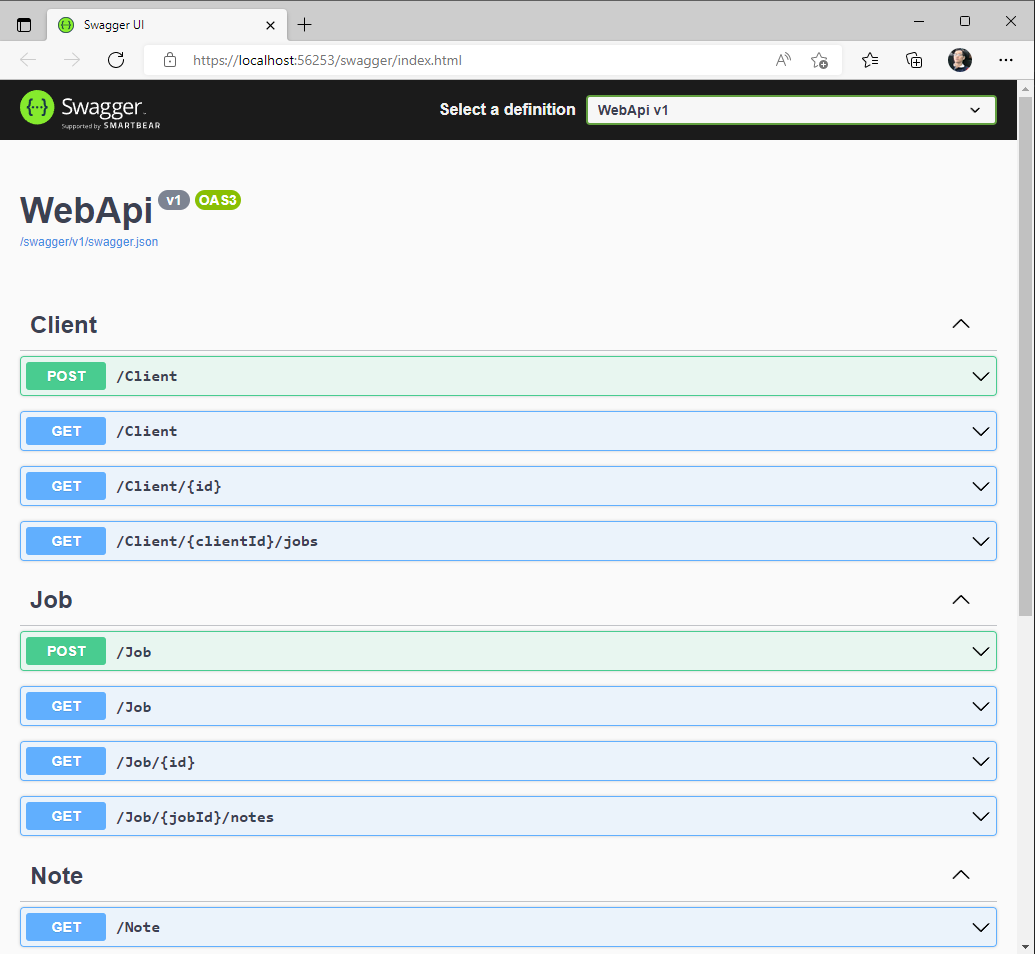 Swagger UI
https://localhost:56253/swagger/index.html
Swagger
Supported by SMARTBEAR
Select a definition
WebApi v1
WebApi v1 OAS3
/swagger/v1/swagger.json
Client
POST /Client
GET /Client
GET /Client/{id}
GET /Client/{clientId}/jobs
Job
POST /Job
GET /Job
GET /Job/{id}
GET /Job/{jobId}/notes
Note
GET /Note